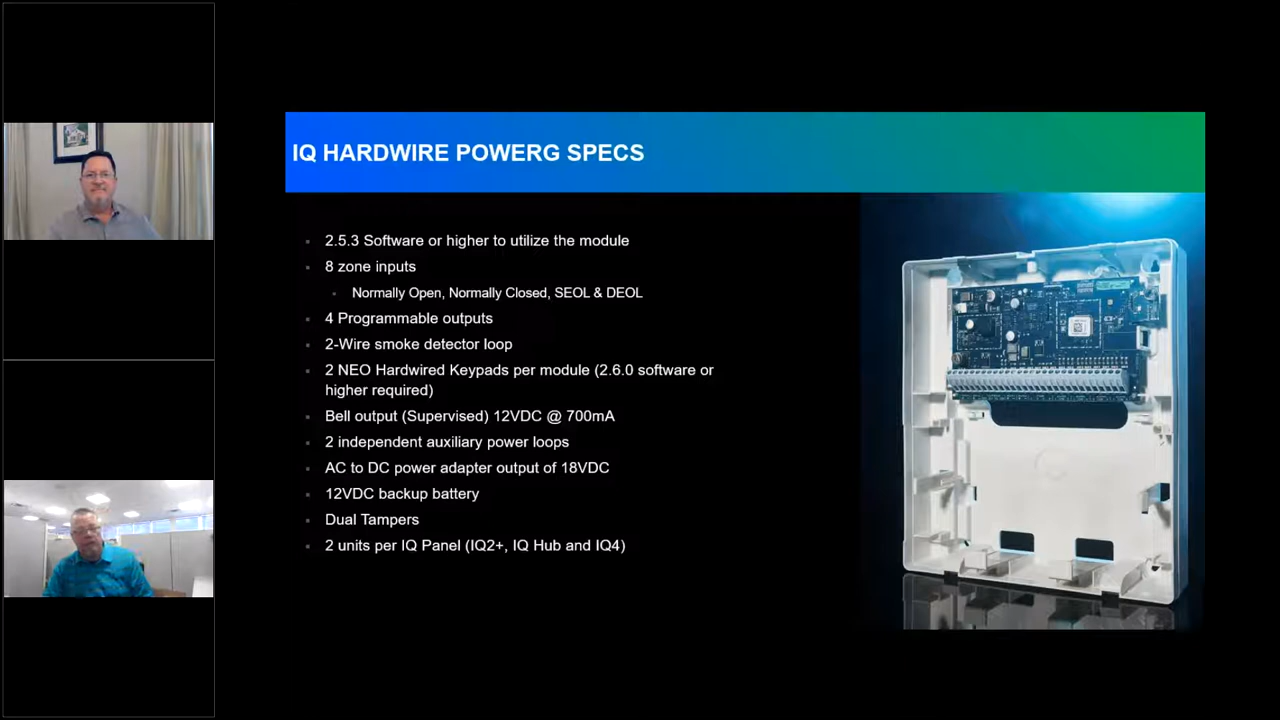 IQ HARDWIRE POWERG SPECS
2.5.3 Software or higher to utilize the module
8 zone inputs
Normally Open, Normally Closed, SEOL & DEOL
4 Programmable outputs
2-Wire smoke detector loop
2 NEO Hardwired Keypads per module (2.6.0 software or
higher required)
Bell output (Supervised) 12VDC @ 700mA
2 independent auxiliary power loops
AC to DC power adapter output of 18VDC
12VDC backup battery
Dual Tampers
2 units per IQ Panel (IQ2+, IQ Hub and IQ4)